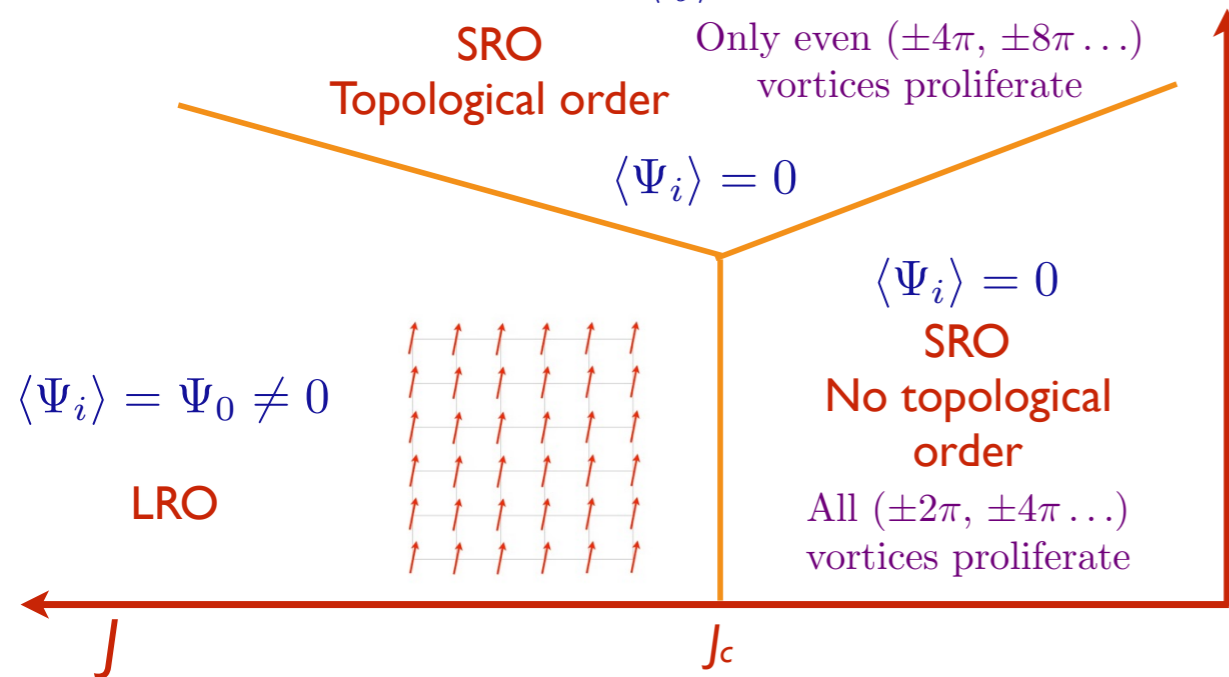 SRO
Topological order
Only even (±4π, ±8π…)
vortices proliferate
⟨Ψ_i⟩ = 0
⟨Ψ_i⟩ = 0
SRO
No topological
order
All (±2π, ±4π…)
vortices proliferate
⟨Ψ_i⟩ = Ψ_0 ≠ 0
LRO
J
J_c